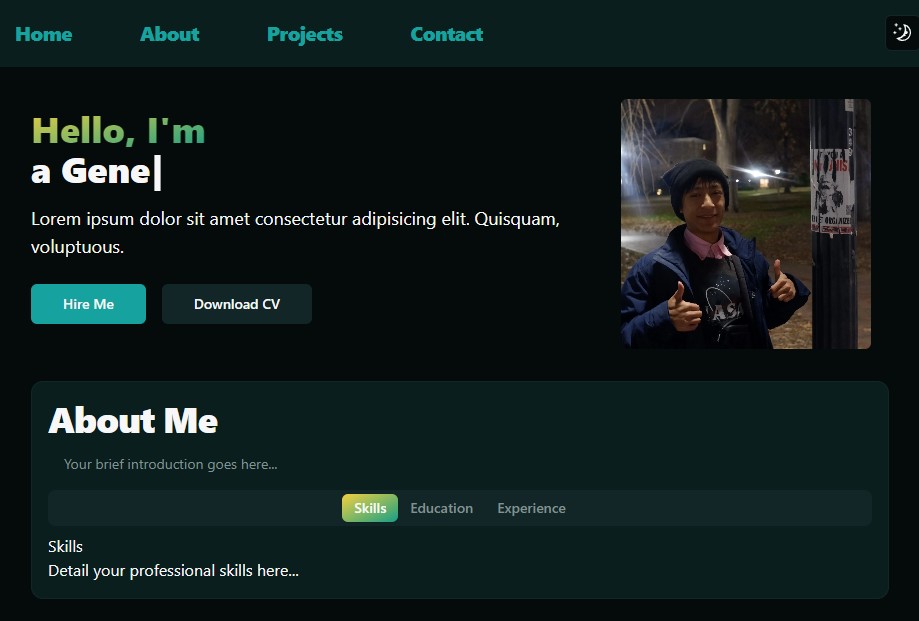 Home About Projects Contact
Hello, I'm
a Gene
Lorem ipsum dolor sit amet consectetur adipisicing elit. Quisquam,
voluptuous.
Hire Me Download CV
About Me
Your brief introduction goes here...
Skills Education Experience
Skills
Detail your professional skills here...